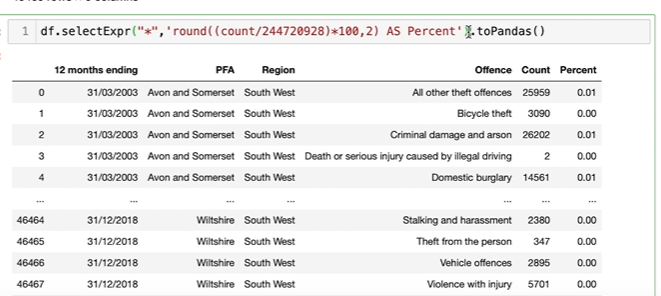 1 df.selectExpr("*",'round((count/244720928)*100,2) AS Percent').toPandas()
12 months ending PFA Region Offence Count Percent
0 31/03/2003 Avon and Somerset South West All other theft offences 25959 0.01
1 31/03/2003 Avon and Somerset South West Bicycle theft 3090 0.00
2 31/03/2003 Avon and Somerset South West Criminal damage and arson 26202 0.01
3 31/03/2003 Avon and Somerset South West Death or serious injury caused by illegal driving 2 0.00
4 31/03/2003 Avon and Somerset South West Domestic burglary 14561 0.01
... ... ... ... ... ... ...
46464 31/12/2018 Wiltshire South West Stalking and harassment 2380 0.00
46465 31/12/2018 Wiltshire South West Theft from the person 347 0.00
46466 31/12/2018 Wiltshire South West Vehicle offences 2895 0.00
46467 31/12/2018 Wiltshire South West Violence with injury 5701 0.00